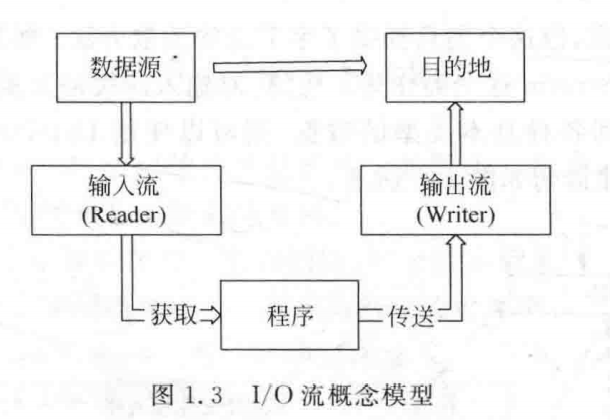 数据源
目的地
输入流
(Reader)
输出流
(Writer)
获取
程序
传送
图 1.3 I/O 流概念模型